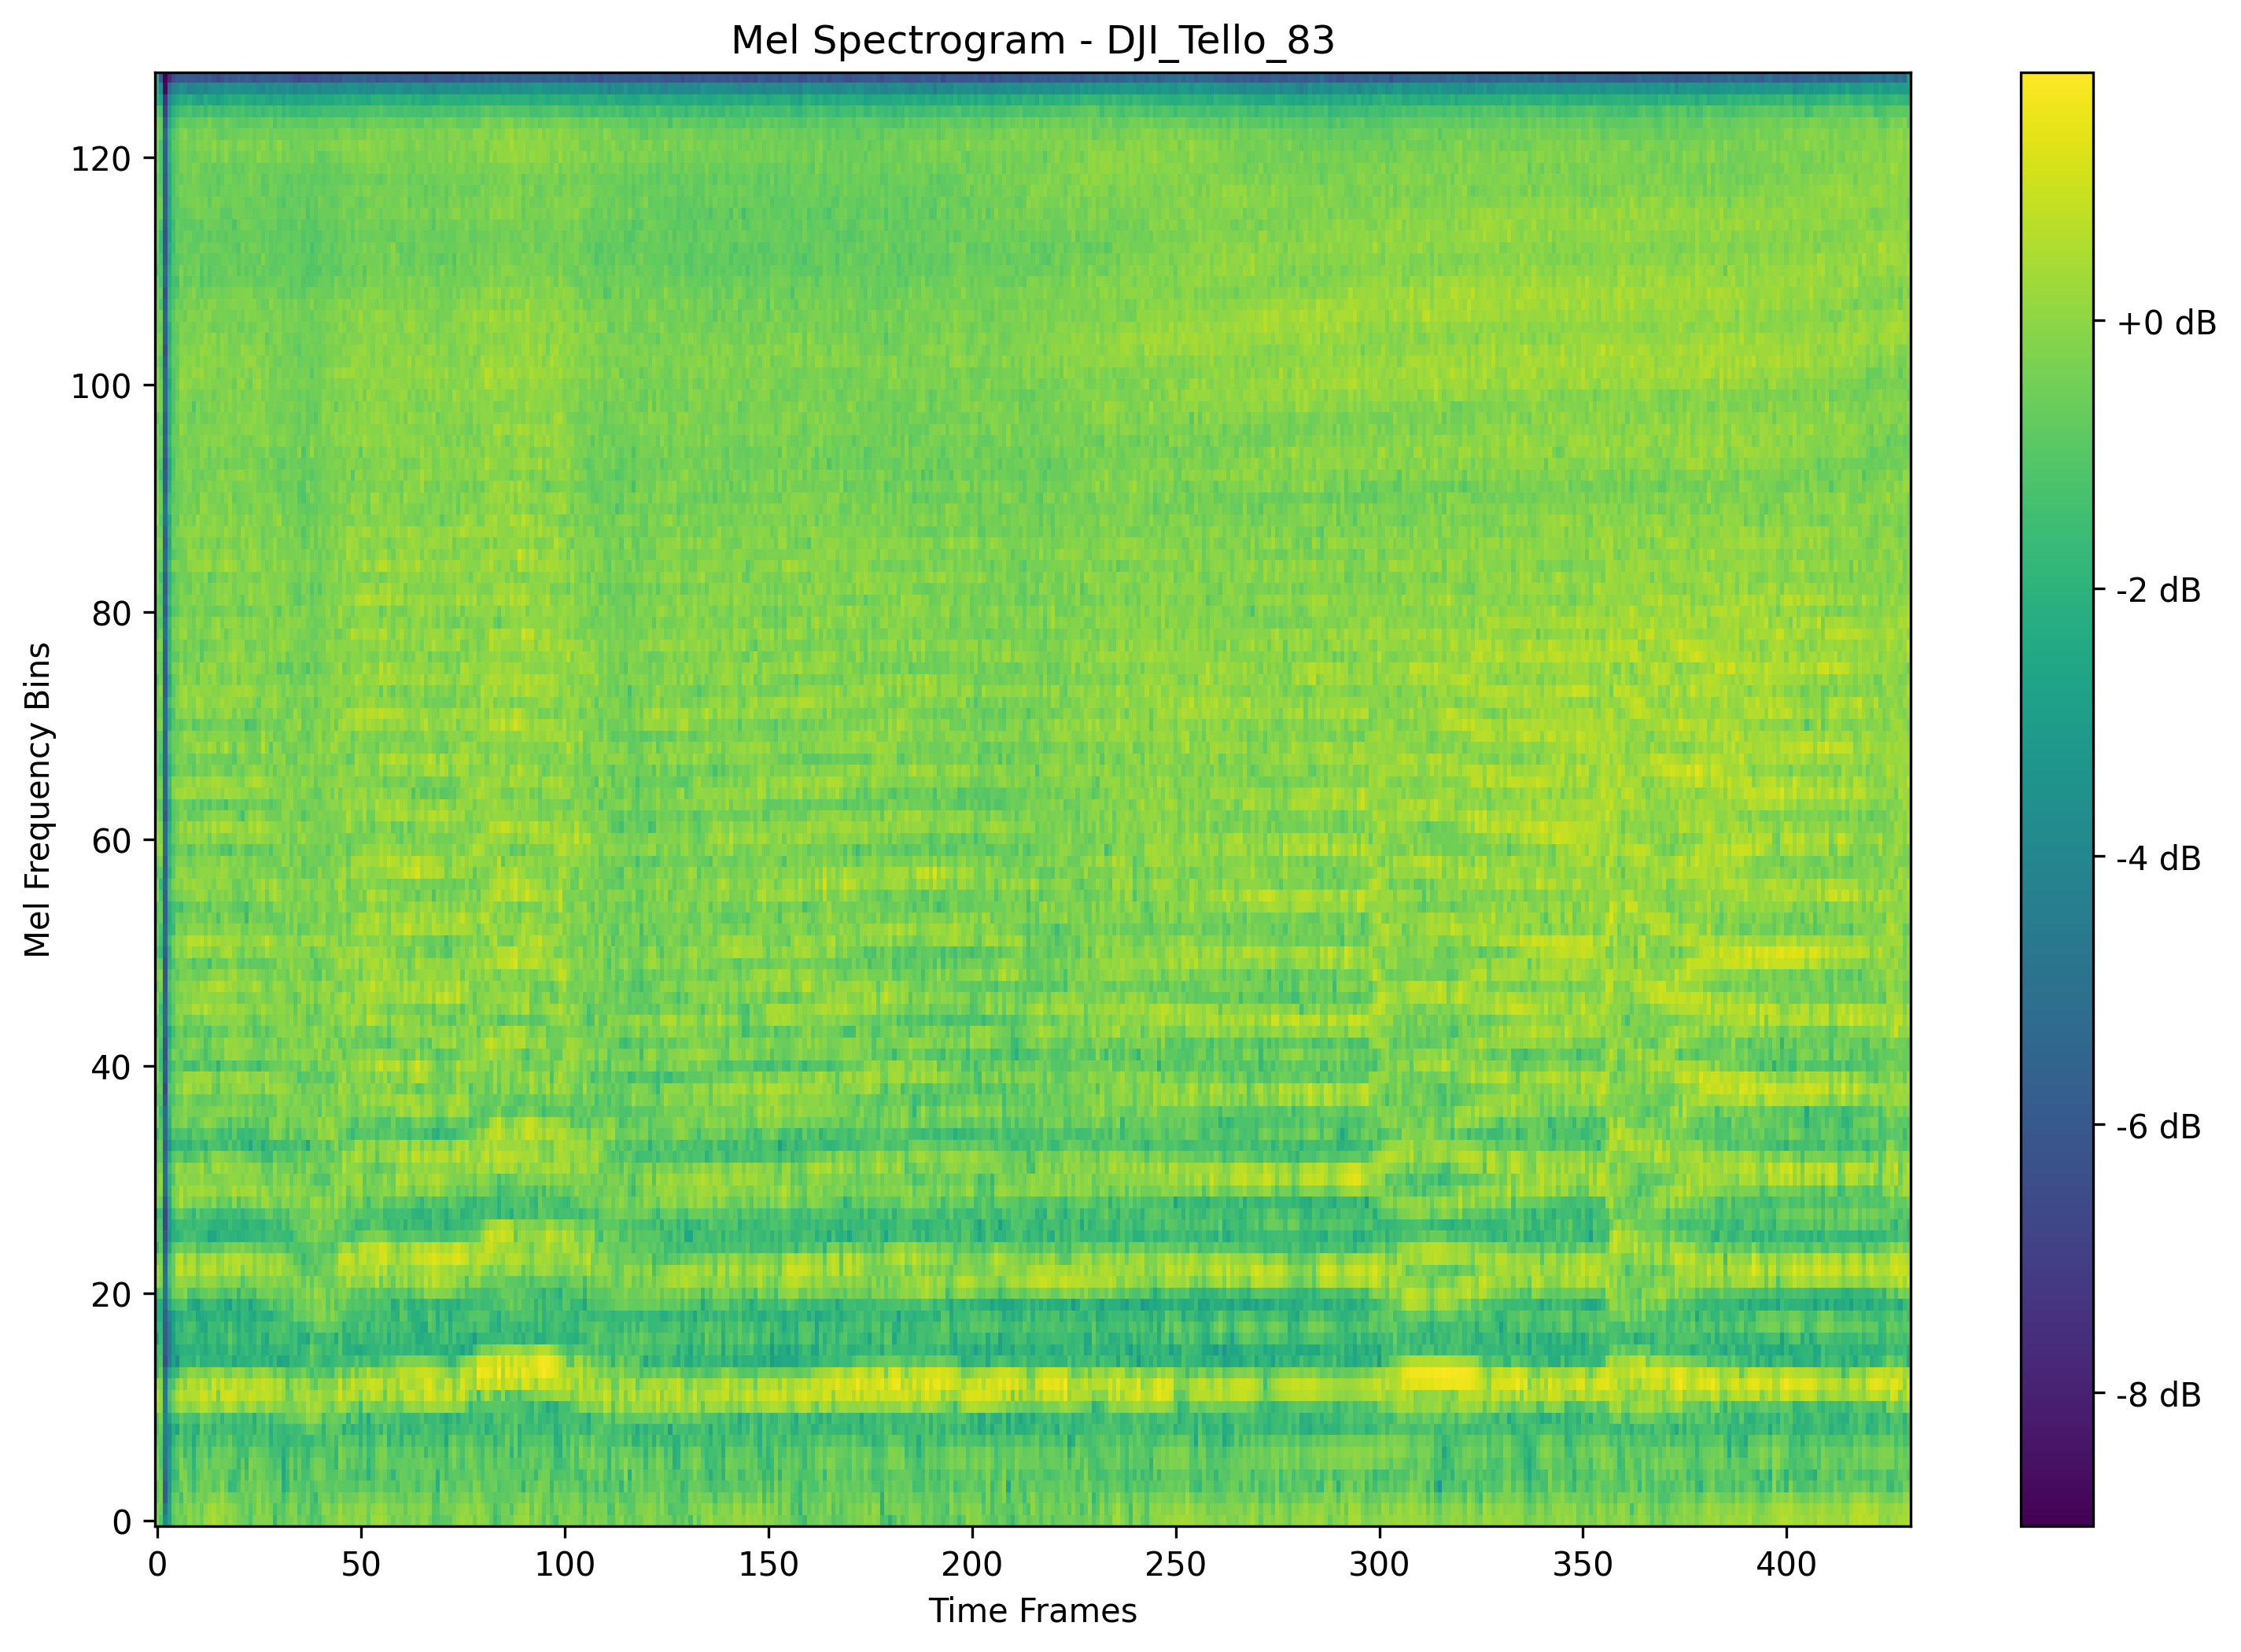 Mel Spectrogram - DJI_Tello_83
Mel Frequency Bins
120
100
80
60
40
20
0
0 50 100 150 200 250 300 350 400
Time Frames
+0 dB
-2 dB
-4 dB
-6 dB
-8 dB